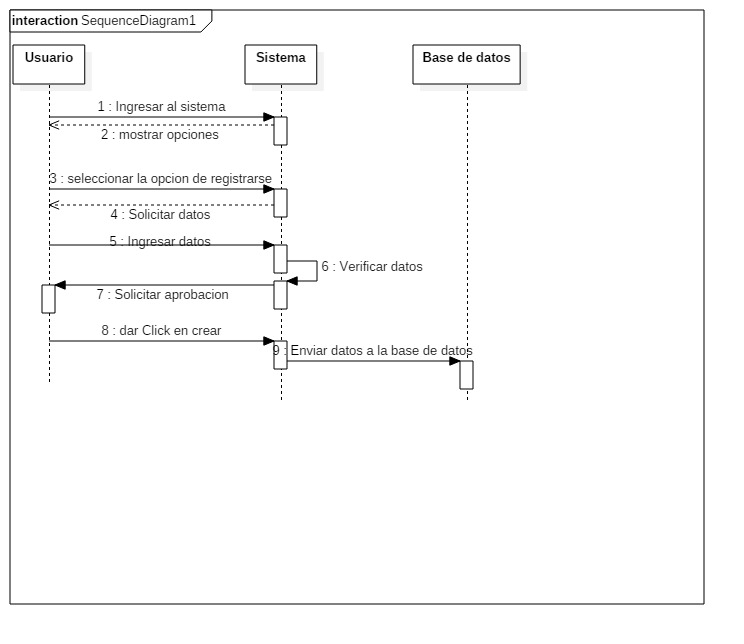 interaction SequenceDiagram1
Usuario
Sistema
Base de datos
1 : Ingresar al sistema
2 : mostrar opciones
3 : seleccionar la opcion de registrarse
4 : Solicitar datos
5 : Ingresar datos
6 : Verificar datos
7 : Solicitar aprobacion
8 : dar Click en crear
9 : Enviar datos a la base de datos